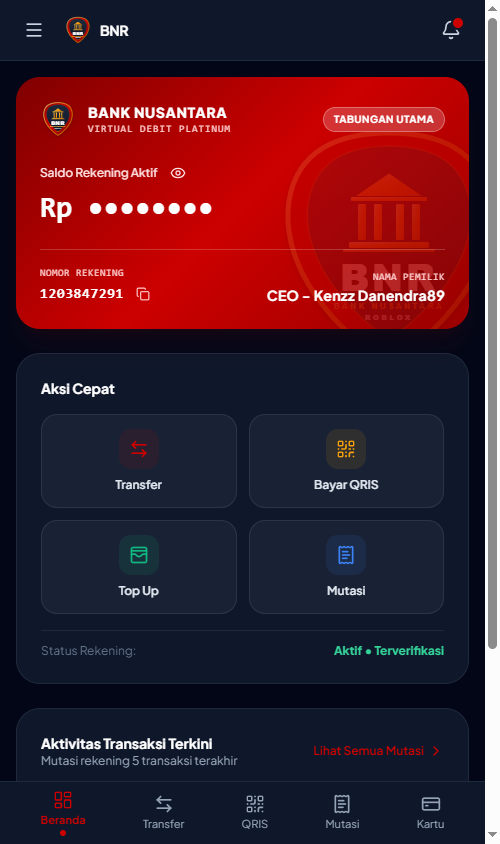 BNR
BANK NUSANTARA
VIRTUAL DEBIT PLATINUM
TABUNGAN UTAMA
Saldo Rekening Aktif
Rp ●●●●●●●●
NOMOR REKENING
NAMA PEMILIK
1203847291
CEO – Kenzz Danendra89
BNR
BANK NUSANTARA
ROBLOX
Aksi Cepat
Transfer
Bayar QRIS
Top Up
Mutasi
Status Rekening:
Aktif ● Terverifikasi
Aktivitas Transaksi Terkini
Lihat Semua Mutasi
Mutasi rekening 5 transaksi terakhir
Beranda
Transfer
QRIS
Mutasi
Kartu